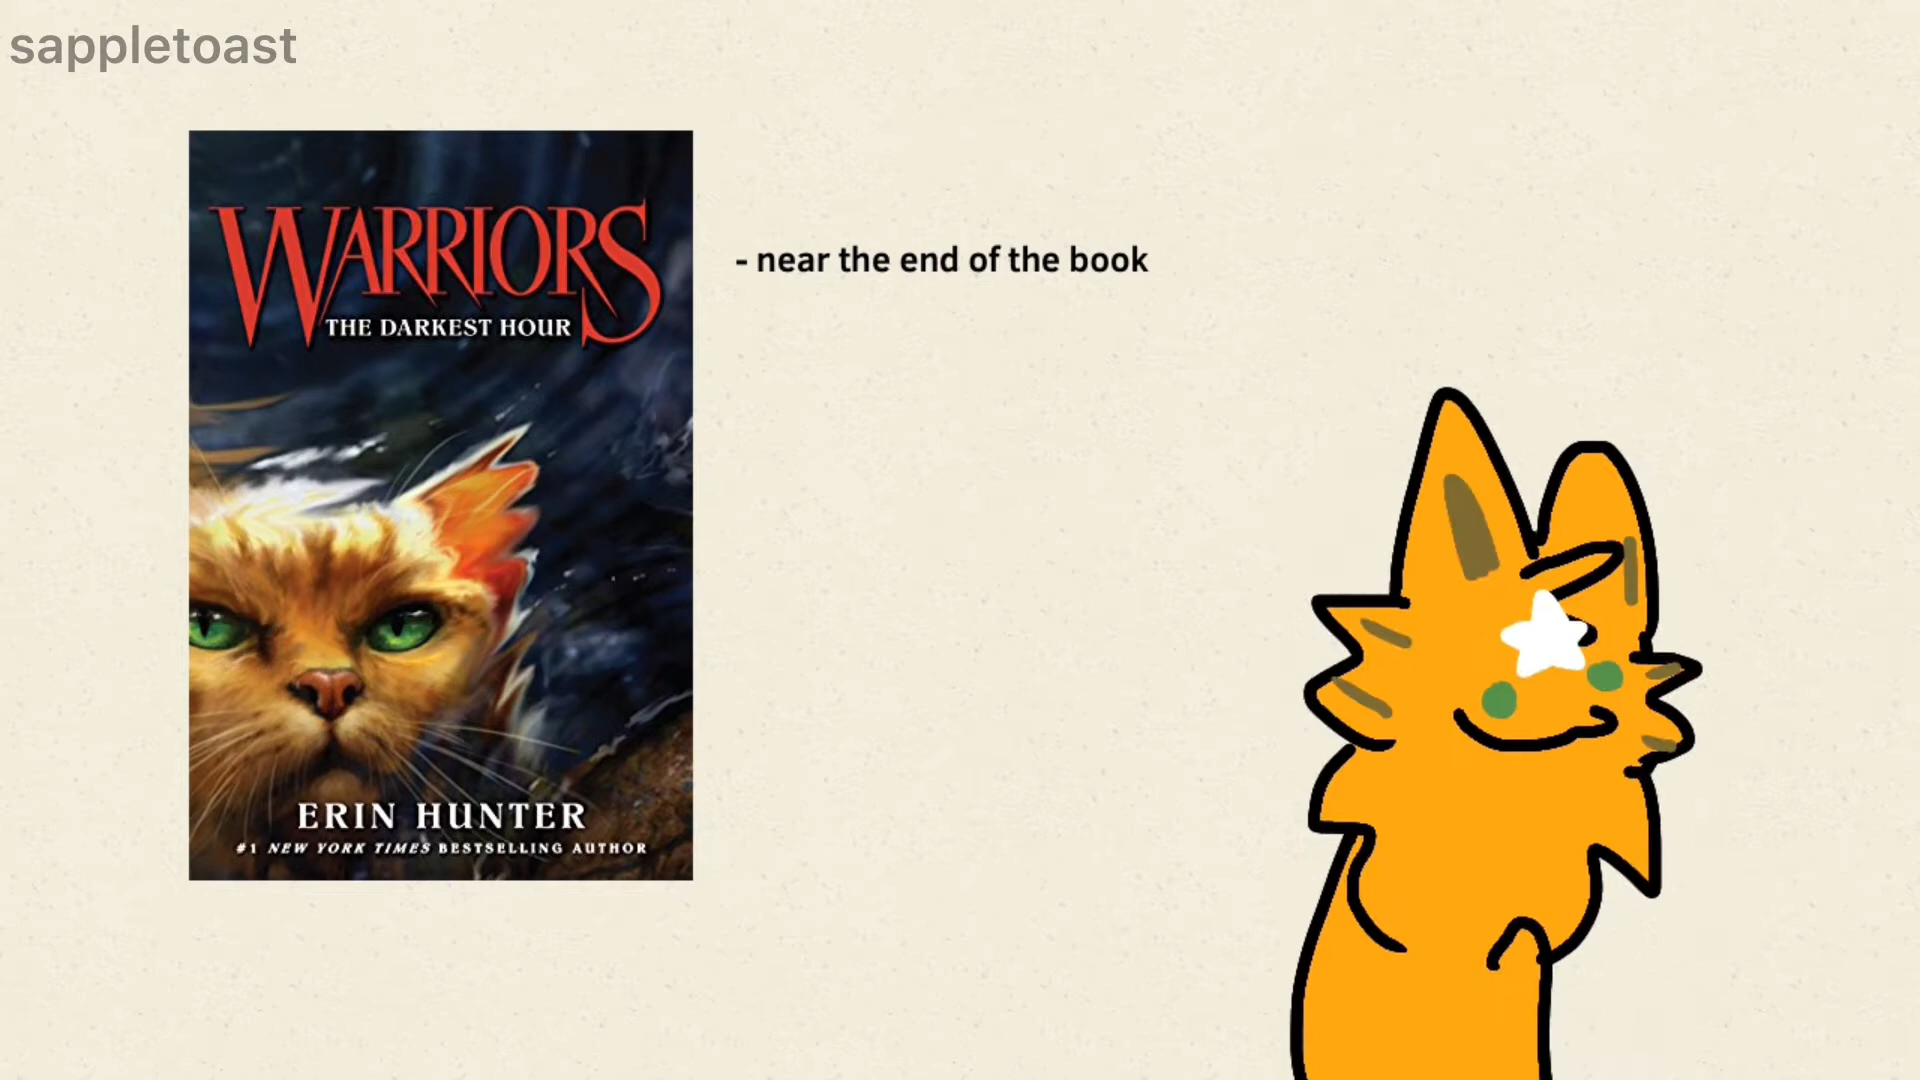 sappletoast
WARRIORS
THE DARKEST HOUR
- near the end of the book
ERIN HUNTER
#1 NEW YORK TIMES BESTSELLING AUTHOR